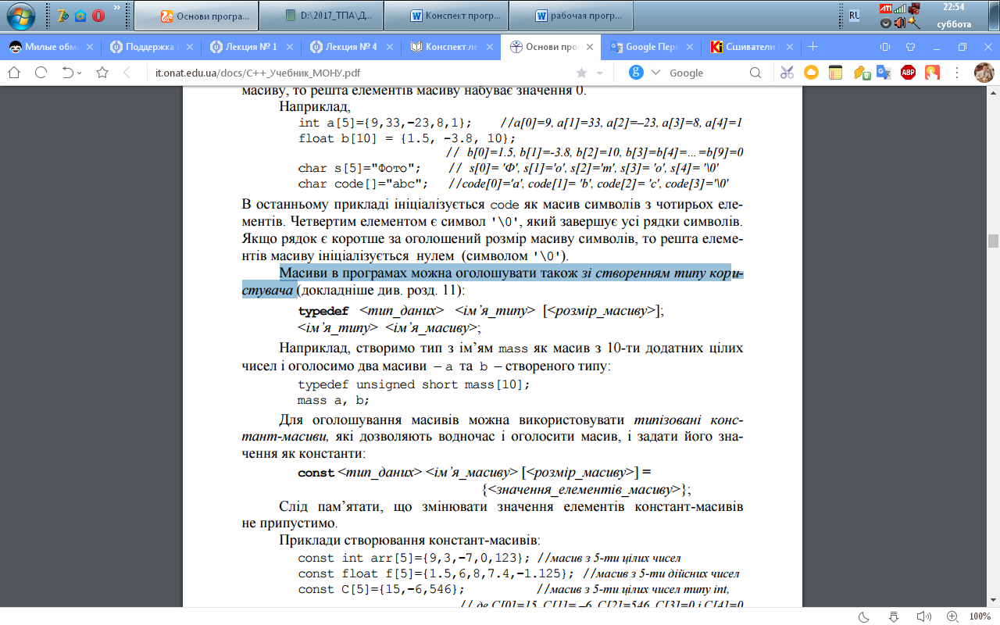 Основи програ...
D:\2017_ТПА\Д...
Конспект прогр...
рабочая прогр...
RU
22:54
суббота
Милые обм
Поддержка
Лекция № 1
Лекция № 4
Конспект ле
Основи про
Google Пере
Сшиватели
it.onat.edu.ua/docs/С++_Учебник_МОНУ.pdf
Google
масиву, то решта елементів масиву набуває значення 0.
Наприклад,
int a[5]={9,33,-23,8,1}; //a[0]=9, a[1]=33, a[2]=–23, a[3]=8, a[4]=1
float b[10] = {1.5, -3.8, 10};
// b[0]=1.5, b[1]=-3.8, b[2]=10, b[3]=b[4]=…=b[9]=0
char s[5]="Фото"; // s[0]= 'Ф', s[1]='о', s[2]='т', s[3]= 'о', s[4]= '\0'
char code[]="abc"; //code[0]='a', code[1]= 'b', code[2]= 'c', code[3]='\0'
В останньому прикладі ініціалізується code як масив символів з чотирьох еле-
ментів. Четвертим елементом є символ '\0', який завершує усі рядки символів.
Якщо рядок є коротше за оголошений розмір масиву символів, то решта елеме-
нтів масиву ініціалізується нулем (символом '\0').
Масиви в програмах можна оголошувати також зі створенням типу кори-
стувача (докладніше див. розд. 11):
typedef <тип_даних> <ім’я_типу> [<розмір_масиву>];
<ім’я_типу> <ім’я_масиву>;
Наприклад, створимо тип з ім’ям mass як масив з 10-ти додатних цілих
чисел і оголосимо два масиви – a та b – створеного типу:
typedef unsigned short mass[10];
mass a, b;
Для оголошування масивів можна використовувати типізовані конс-
тант-масиви, які дозволяють водночас і оголосити масив, і задати його зна-
чення як константи:
const <тип_даних> <ім’я_масиву> [<розмір_масиву>] =
{<значення_елементів_масиву>};
Слід пам’ятати, що змінювати значення елементів констант-масивів
не припустимо.
Приклади створювання констант-масивів:
const int arr[5]={9,3,-7,0,123}; //масив з 5-ти цілих чисел
const float f[5]={1.5,6,8,7.4,-1.125}; //масив з 5-ти дійсних чисел
const C[5]={15,-6,546}; //масив з 5-ти цілих чисел типу int,
// де C[0]=15, C[1]= –6, C[2]=546, C[3]=0 і C[4]=0
100%